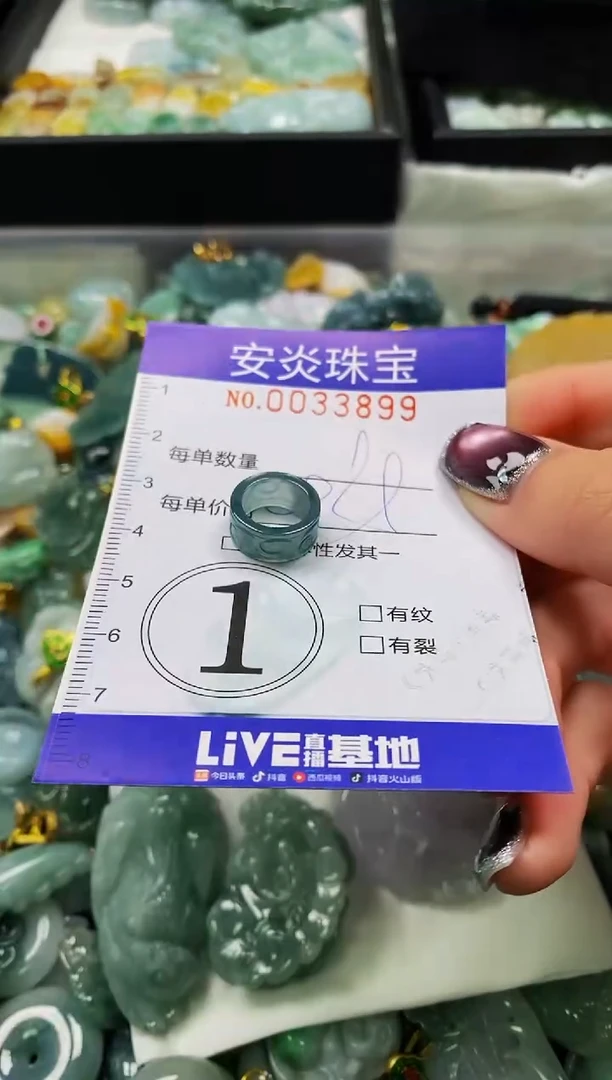 安炎珠宝
NO.0033899
1
2
每单数量
3
每单价
4
性发其一
5
1
有纹
6
有裂
7
8
LiVE直播基地
今日头条 抖音 西瓜视频 抖音火山版